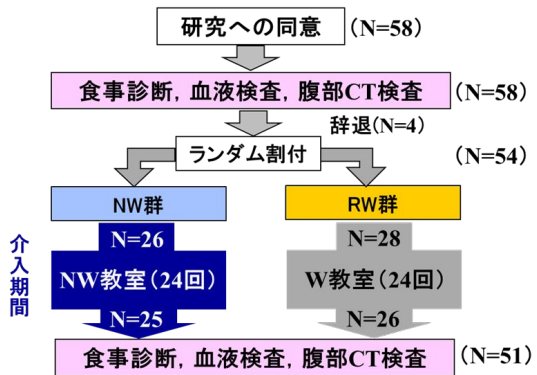 研究への同意 (N=58)
食事診断，血液検査，腹部CT検査 (N=58)
辞退(N=4)
ランダム割付 (N=54)
NW群 RW群
N=26 N=28
介入期間
NW教室（24回） W教室（24回）
N=25 N=26
食事診断，血液検査，腹部CT検査 (N=51)